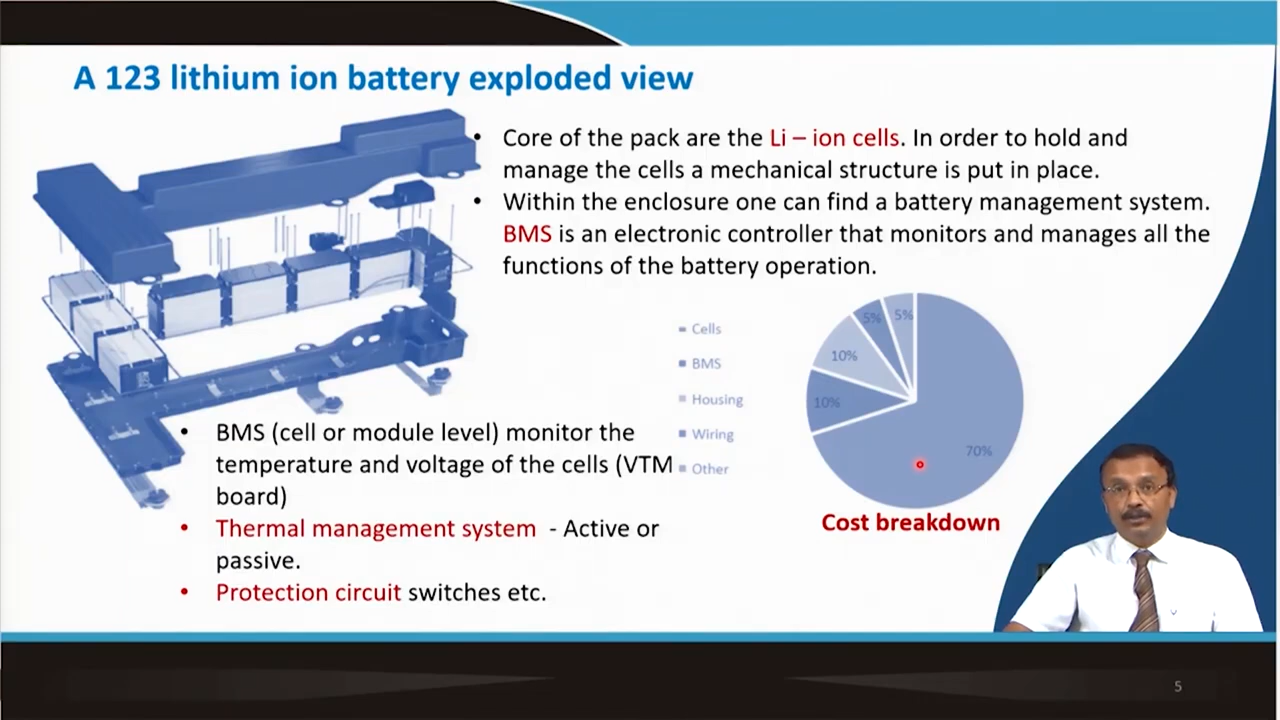 A 123 lithium ion battery exploded view
• Core of the pack are the Li – ion cells. In order to hold and
manage the cells a mechanical structure is put in place.
• Within the enclosure one can find a battery management system.
BMS is an electronic controller that monitors and manages all the
functions of the battery operation.
• BMS (cell or module level) monitor the
temperature and voltage of the cells (VTM
board)
• Thermal management system - Active or
passive.
• Protection circuit switches etc.
Cells
BMS
Housing
Wiring
Other
5%
5%
10%
10%
70%
Cost breakdown
5